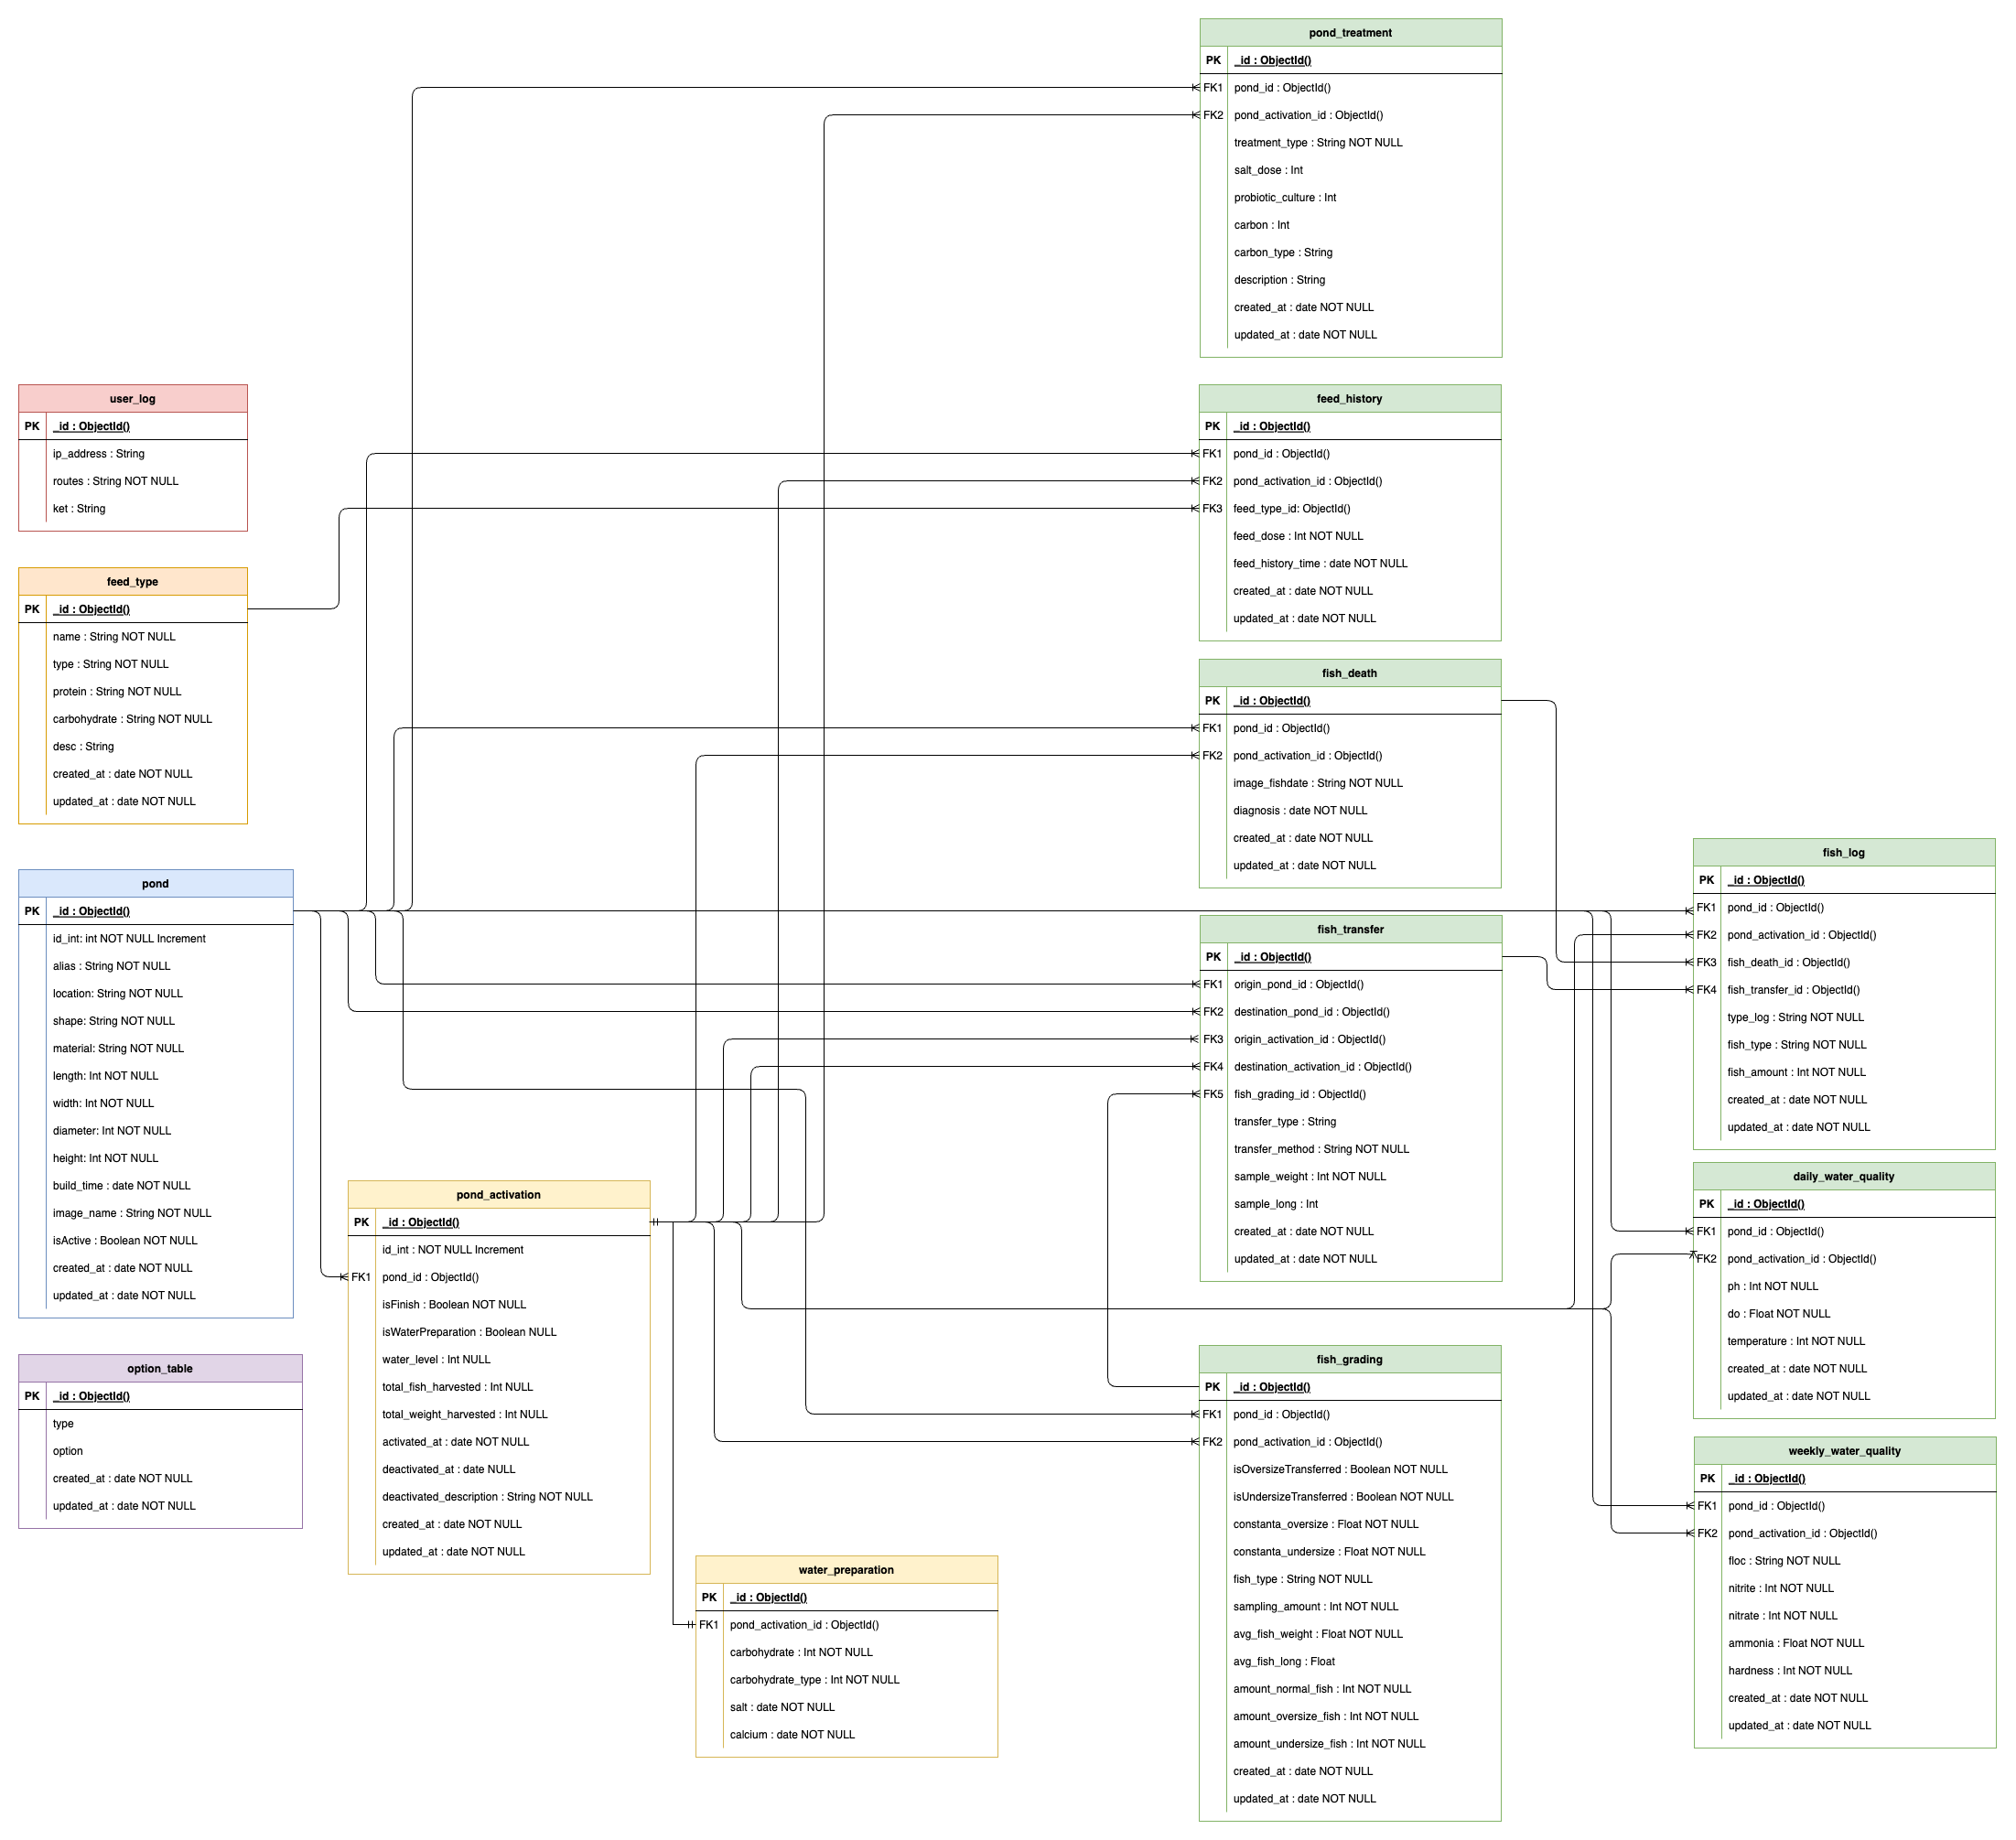 pond_treatment
PK _id : ObjectId()
FK1 pond_id : ObjectId()
FK2 pond_activation_id : ObjectId()
treatment_type : String NOT NULL
salt_dose : Int
probiotic_culture : Int
carbon : Int
carbon_type : String
description : String
created_at : date NOT NULL
updated_at : date NOT NULL
user_log
PK _id : ObjectId()
ip_address : String
routes : String NOT NULL
ket : String
feed_history
PK _id : ObjectId()
FK1 pond_id : ObjectId()
FK2 pond_activation_id : ObjectId()
FK3 feed_type_id: ObjectId()
feed_dose : Int NOT NULL
feed_history_time : date NOT NULL
created_at : date NOT NULL
updated_at : date NOT NULL
feed_type
PK _id : ObjectId()
name : String NOT NULL
type : String NOT NULL
protein : String NOT NULL
carbohydrate : String NOT NULL
desc : String
created_at : date NOT NULL
updated_at : date NOT NULL
fish_death
PK _id : ObjectId()
FK1 pond_id : ObjectId()
FK2 pond_activation_id : ObjectId()
image_fishdate : String NOT NULL
diagnosis : date NOT NULL
created_at : date NOT NULL
updated_at : date NOT NULL
fish_log
PK _id : ObjectId()
FK1 pond_id : ObjectId()
FK2 pond_activation_id : ObjectId()
FK3 fish_death_id : ObjectId()
FK4 fish_transfer_id : ObjectId()
type_log : String NOT NULL
fish_type : String NOT NULL
fish_amount : Int NOT NULL
created_at : date NOT NULL
updated_at : date NOT NULL
pond
PK _id : ObjectId()
id_int: int NOT NULL Increment
alias : String NOT NULL
location: String NOT NULL
shape: String NOT NULL
material: String NOT NULL
length: Int NOT NULL
width: Int NOT NULL
diameter: Int NOT NULL
height: Int NOT NULL
build_time : date NOT NULL
image_name : String NOT NULL
isActive : Boolean NOT NULL
created_at : date NOT NULL
updated_at : date NOT NULL
fish_transfer
PK _id : ObjectId()
FK1 origin_pond_id : ObjectId()
FK2 destination_pond_id : ObjectId()
FK3 origin_activation_id : ObjectId()
FK4 destination_activation_id : ObjectId()
FK5 fish_grading_id : ObjectId()
transfer_type : String
transfer_method : String NOT NULL
sample_weight : Int NOT NULL
sample_long : Int
created_at : date NOT NULL
updated_at : date NOT NULL
daily_water_quality
PK _id : ObjectId()
FK1 pond_id : ObjectId()
FK2 pond_activation_id : ObjectId()
ph : Int NOT NULL
do : Float NOT NULL
temperature : Int NOT NULL
created_at : date NOT NULL
updated_at : date NOT NULL
pond_activation
PK _id : ObjectId()
id_int : NOT NULL Increment
FK1 pond_id : ObjectId()
isFinish : Boolean NOT NULL
isWaterPreparation : Boolean NULL
water_level : Int NULL
total_fish_harvested : Int NULL
total_weight_harvested : Int NULL
activated_at : date NOT NULL
deactivated_at : date NULL
deactivated_description : String NOT NULL
created_at : date NOT NULL
updated_at : date NOT NULL
option_table
PK _id : ObjectId()
type
option
created_at : date NOT NULL
updated_at : date NOT NULL
fish_grading
PK _id : ObjectId()
FK1 pond_id : ObjectId()
FK2 pond_activation_id : ObjectId()
isOversizeTransferred : Boolean NOT NULL
isUndersizeTransferred : Boolean NOT NULL
constanta_oversize : Float NOT NULL
constanta_undersize : Float NOT NULL
fish_type : String NOT NULL
sampling_amount : Int NOT NULL
avg_fish_weight : Float NOT NULL
avg_fish_long : Float
amount_normal_fish : Int NOT NULL
amount_oversize_fish : Int NOT NULL
amount_undersize_fish : Int NOT NULL
created_at : date NOT NULL
updated_at : date NOT NULL
weekly_water_quality
PK _id : ObjectId()
FK1 pond_id : ObjectId()
FK2 pond_activation_id : ObjectId()
floc : String NOT NULL
nitrite : Int NOT NULL
nitrate : Int NOT NULL
ammonia : Float NOT NULL
hardness : Int NOT NULL
created_at : date NOT NULL
updated_at : date NOT NULL
water_preparation
PK _id : ObjectId()
FK1 pond_activation_id : ObjectId()
carbohydrate : Int NOT NULL
carbohydrate_type : Int NOT NULL
salt : date NOT NULL
calcium : date NOT NULL